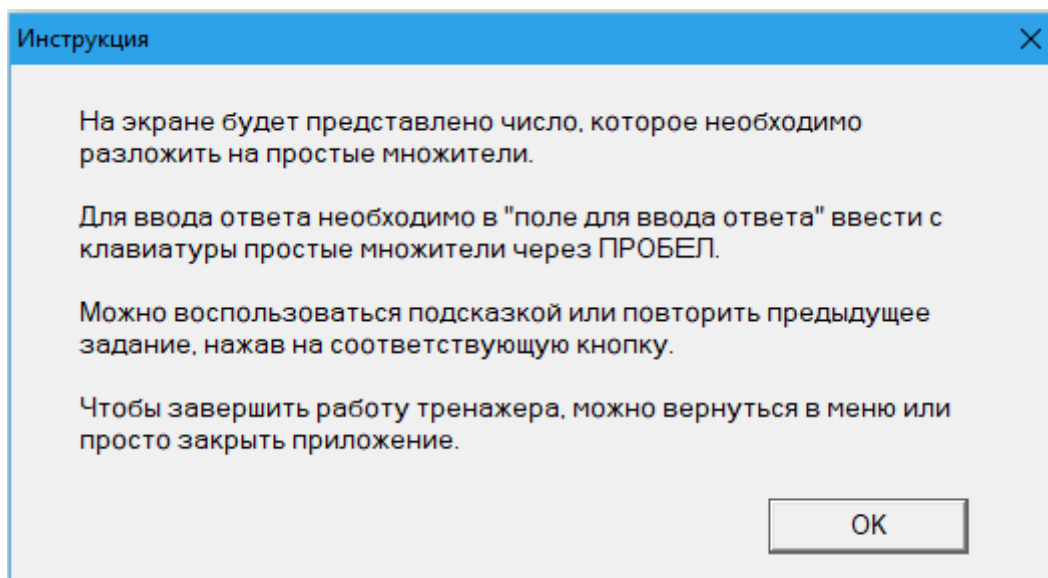 Инструкция
На экране будет представлено число, которое необходимо
разложить на простые множители.
Для ввода ответа необходимо в "поле для ввода ответа" ввести с
клавиатуры простые множители через ПРОБЕЛ.
Можно воспользоваться подсказкой или повторить предыдущее
задание, нажав на соответствующую кнопку.
Чтобы завершить работу тренажера, можно вернуться в меню или
просто закрыть приложение.
OK